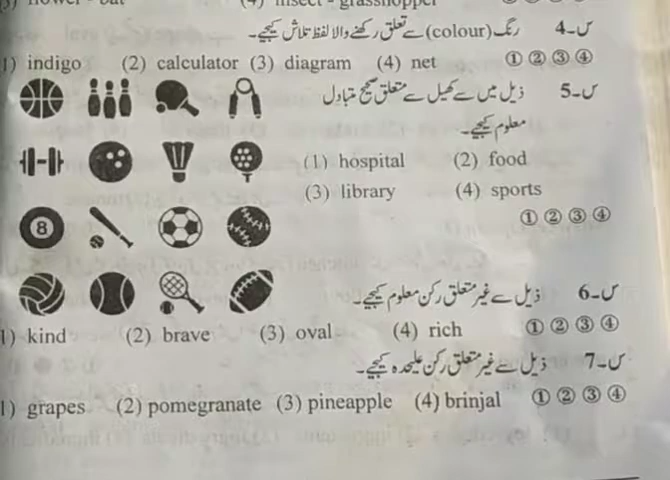 (4) insect - grasshopper
س۔4 رنگ (colour) سے تعلق رکھنے والا لفظ تلاش کیجیے۔
1) indigo (2) calculator (3) diagram (4) net ① ② ③ ④
س۔5 ذیل میں سے کھیل سے متعلق صحیح متبادل
معلوم کیجیے۔
(1) hospital (2) food
(3) library (4) sports
① ② ③ ④
8
س۔6 ذیل سے غیر متعلق رکن معلوم کیجیے۔
1) kind (2) brave (3) oval (4) rich ① ② ③ ④
س۔7 ذیل سے غیر متعلق رکن علیحدہ کیجیے۔
1) grapes (2) pomegranate (3) pineapple (4) brinjal ① ② ③ ④